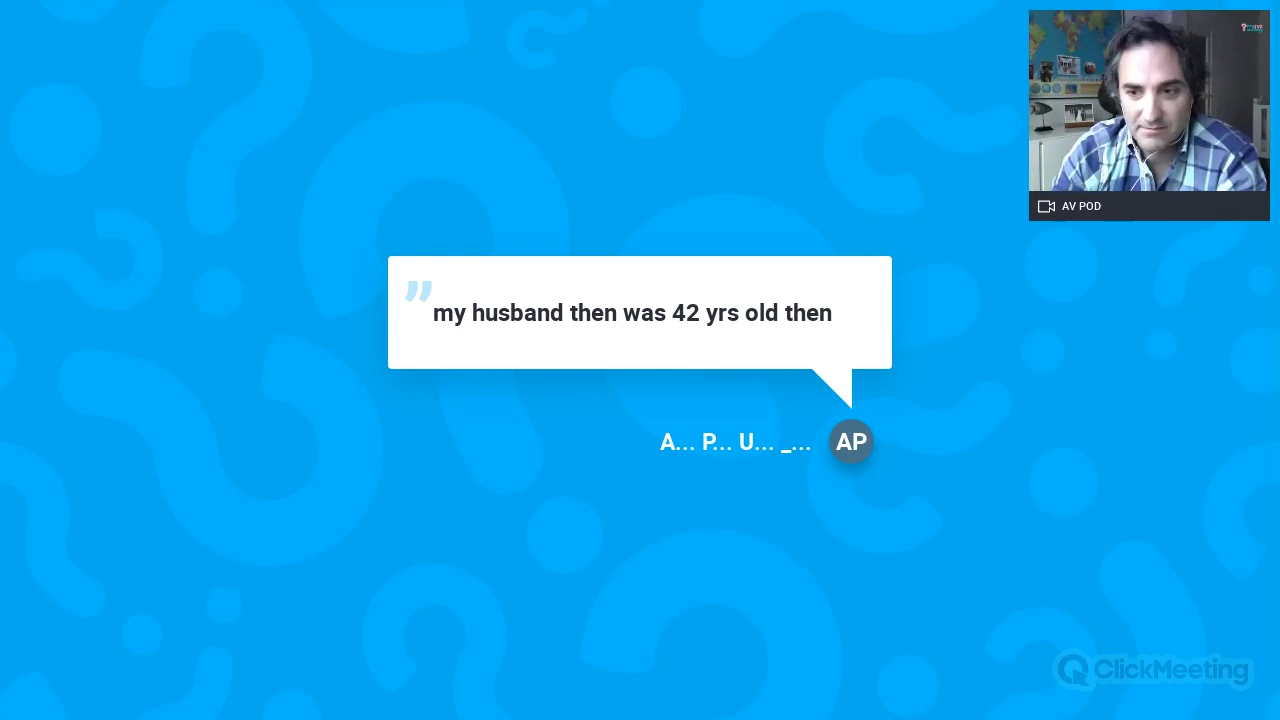 AV POD
my husband then was 42 yrs old then
A... P... U... _...
AP
ClickMeeting